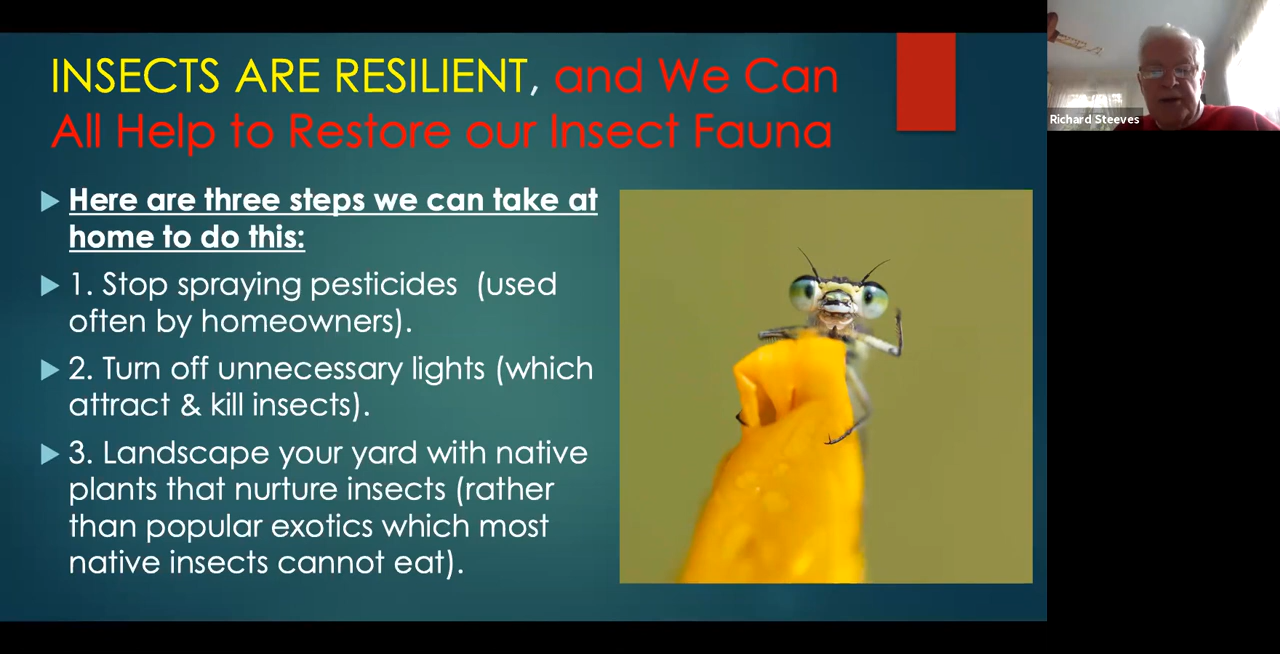 INSECTS ARE RESILIENT, and We Can
All Help to Restore our Insect Fauna
Here are three steps we can take at
home to do this:
1. Stop spraying pesticides  (used
often by homeowners).
2. Turn off unnecessary lights (which
attract & kill insects).
3. Landscape your yard with native
plants that nurture insects (rather
than popular exotics which most
native insects cannot eat).
Richard Steeves